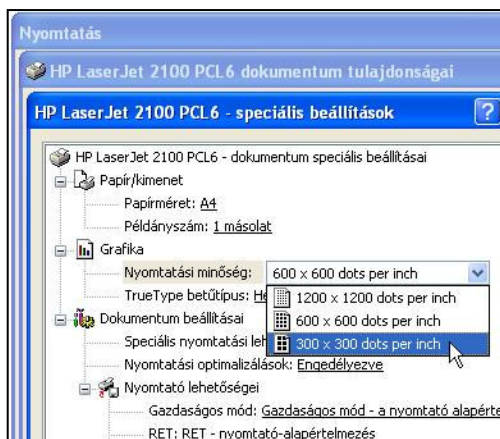 Nyomtatás
HP LaserJet 2100 PCL6 dokumentum tulajdonságai
HP LaserJet 2100 PCL6 - speciális beállítások ?
HP LaserJet 2100 PCL6 - dokumentum speciális beállításai
Papír/kimenet
Papírméret: A4
Példányszám: 1 másolat
Grafika
Nyomtatási minőség: 600 x 600 dots per inch
TrueType betűtípus:
1200 x 1200 dots per inch
Dokumentum beállításai
600 x 600 dots per inch
Speciális nyomtatási
300 x 300 dots per inch
Nyomtatási optimalizálások: Engedélyezve
Nyomtató lehetőségei
Gazdaságos mód: Gazdaságos mód - a nyomtató
RET: RET - nyomtató-alapértelmezés